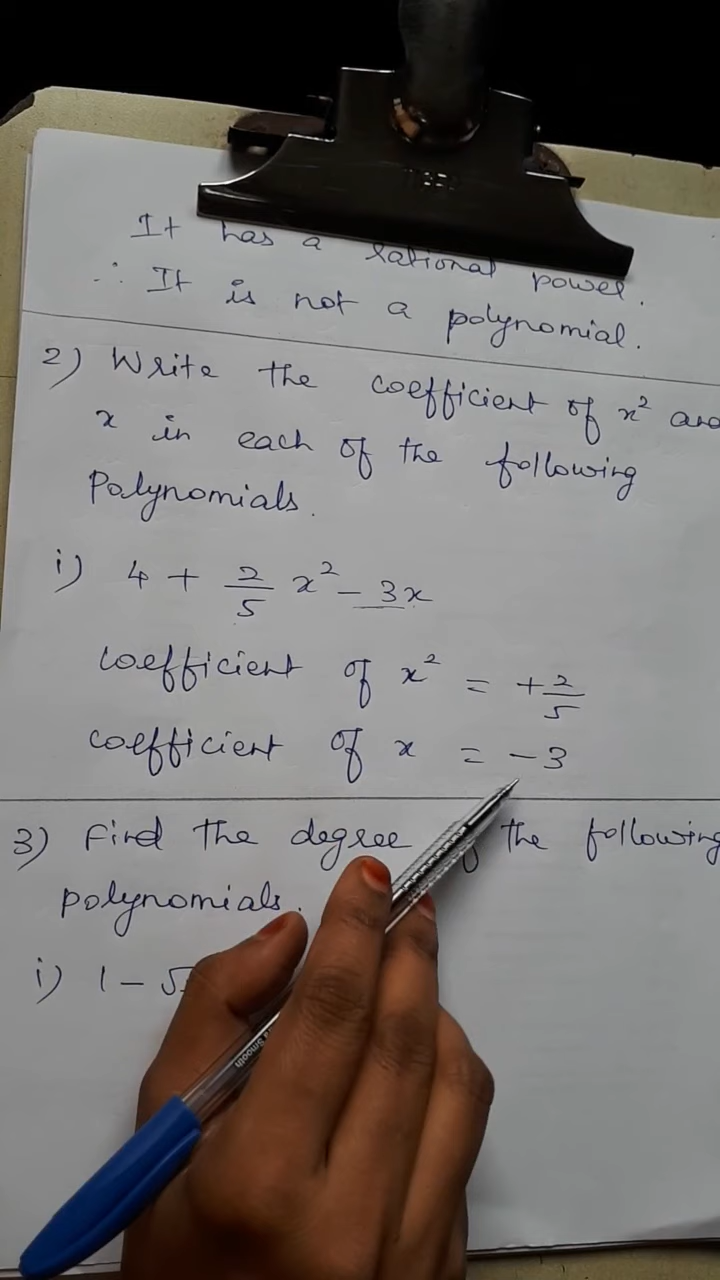 It has a rational power.
∴ It is not a polynomial.
2) Write the coefficient of x² and
x in each of the following
Polynomials.
i) 4 + 2/5 x² - 3x
coefficient of x² = +2/5
coefficient of x = -3
3) Find the degree of the following
polynomials.
i) 1 - √
Smooth